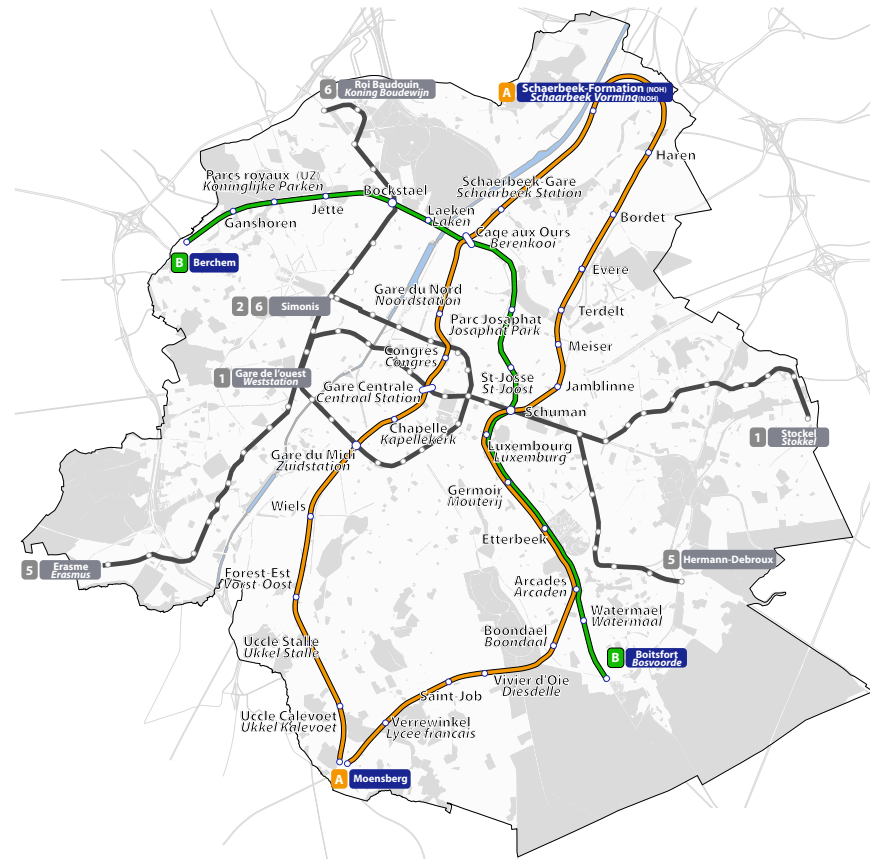 6
Roi Baudouin
Koning Boudewijn
A
Schaerbeek-Formation (NOH)
Schaarbeek Vorming(NOH)
Haren
Parcs royaux (UZ)
Koninglijke Parken
Bockstael
Schaerbeek-Gare
Schaarbeek Station
Jette
Laeken
Laken
Ganshoren
Bordet
Cage aux Ours
Berenkooi
B
Berchem
Evere
Gare du Nord
Noordstation
2
6
Simonis
Terdelt
Parc Josaphat
Josaphat Park
Meiser
Congres
Congres
1
Gare de l'ouest
Weststation
St-Josse
St-Joost
Gare Centrale
Centraal Station
Jamblinne
Schuman
Chapelle
Kapellekerk
1
Stockel
Stokkel
Gare du Midi
Zuidstation
Luxembourg
Luxemburg
Germoir
Mouterij
Wiels
Etterbeek
5
Erasme
Erasmus
5
Hermann-Debroux
Forest-Est
Vorst-Oost
Arcades
Arcaden
Watermael
Watermaal
Boondael
Boondaal
Uccle Stalle
Ukkel Stalle
B
Boitsfort
Bosvoorde
Vivier d'Oie
Diesdelle
Saint-Job
Uccle Calevoet
Ukkel Kalevoet
Verrewinkel
Lycee francais
A
Moensberg